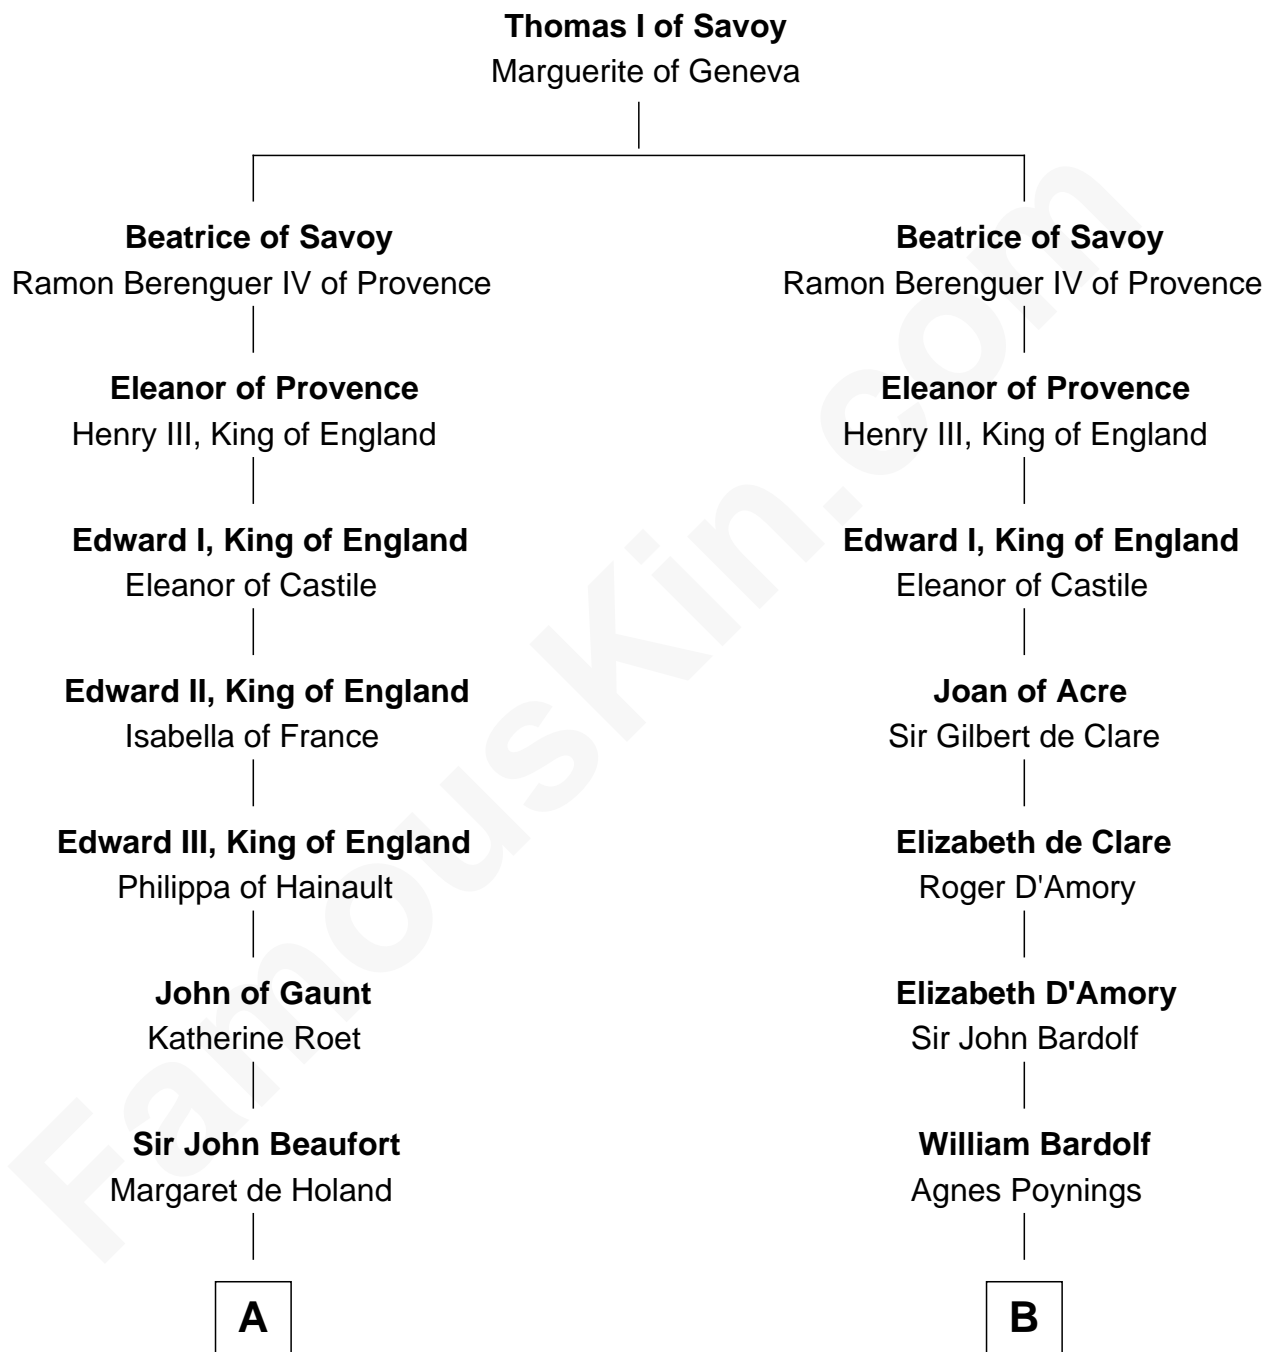 Thomas I of Savoy
Marguerite of Geneva
Beatrice of Savoy
Ramon Berenguer IV of Provence
Eleanor of Provence
Henry III, King of England
Edward I, King of England
Eleanor of Castile
Edward II, King of England
Isabella of France
Edward III, King of England
Philippa of Hainault
John of Gaunt
Katherine Roet
Sir John Beaufort
Margaret de Holand
A
Beatrice of Savoy
Ramon Berenguer IV of Provence
Eleanor of Provence
Henry III, King of England
Edward I, King of England
Eleanor of Castile
Joan of Acre
Sir Gilbert de Clare
Elizabeth de Clare
Roger D'Amory
Elizabeth D'Amory
Sir John Bardolf
William Bardolf
Agnes Poynings
B
FamousKin.com